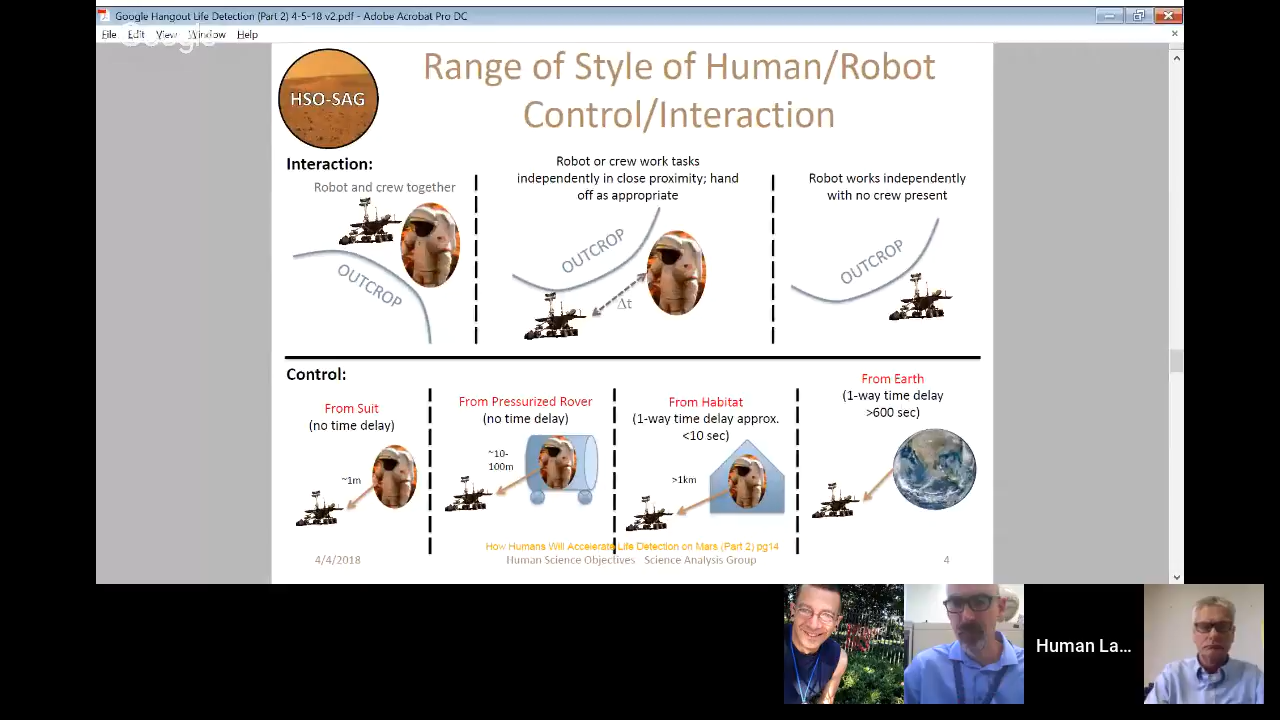 Google Hangout Life Detection (Part 2) 4-5-18 v2.pdf - Adobe Acrobat Pro DC
File Edit View Window Help
Google
HSO-SAG
Range of Style of Human/Robot
Control/Interaction
Interaction:
Robot and crew together
OUTCROP
Robot or crew work tasks
independently in close proximity; hand
off as appropriate
OUTCROP
Δt
Robot works independently
with no crew present
OUTCROP
Control:
From Suit
(no time delay)
~1m
From Pressurized Rover
(no time delay)
~10-
100m
From Habitat
(1-way time delay approx.
<10 sec)
>1km
From Earth
(1-way time delay
>600 sec)
How Humans Will Accelerate Life Detection on Mars (Part 2) pg14
4/4/2018
Human Science Objectives Science Analysis Group
4
Human La...